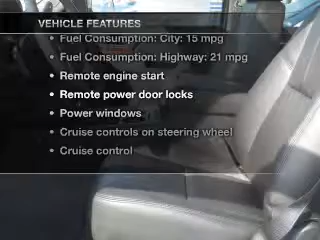 VEHICLE FEATURES
• Fuel Consumption: City: 15 mpg
• Fuel Consumption: Highway: 21 mpg
• Remote engine start
• Remote power door locks
• Power windows
• Cruise controls on steering wheel
• Cruise control